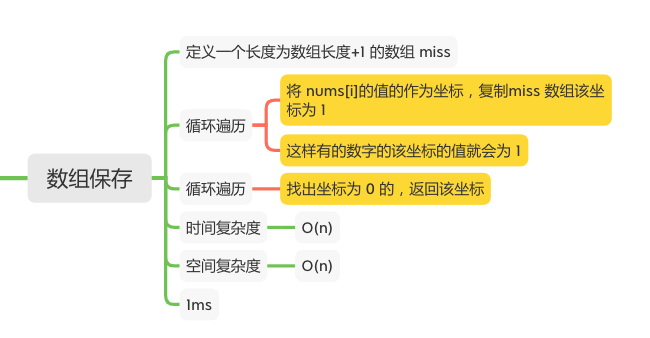 定义一个长度为数组长度+1 的数组 miss
将 nums[i]的值的作为坐标，复制miss 数组该坐
标为 1
循环遍历
这样有的数字的该坐标的值就会为 1
数组保存
循环遍历
找出坐标为 0 的，返回该坐标
时间复杂度
O(n)
空间复杂度
O(n)
1ms